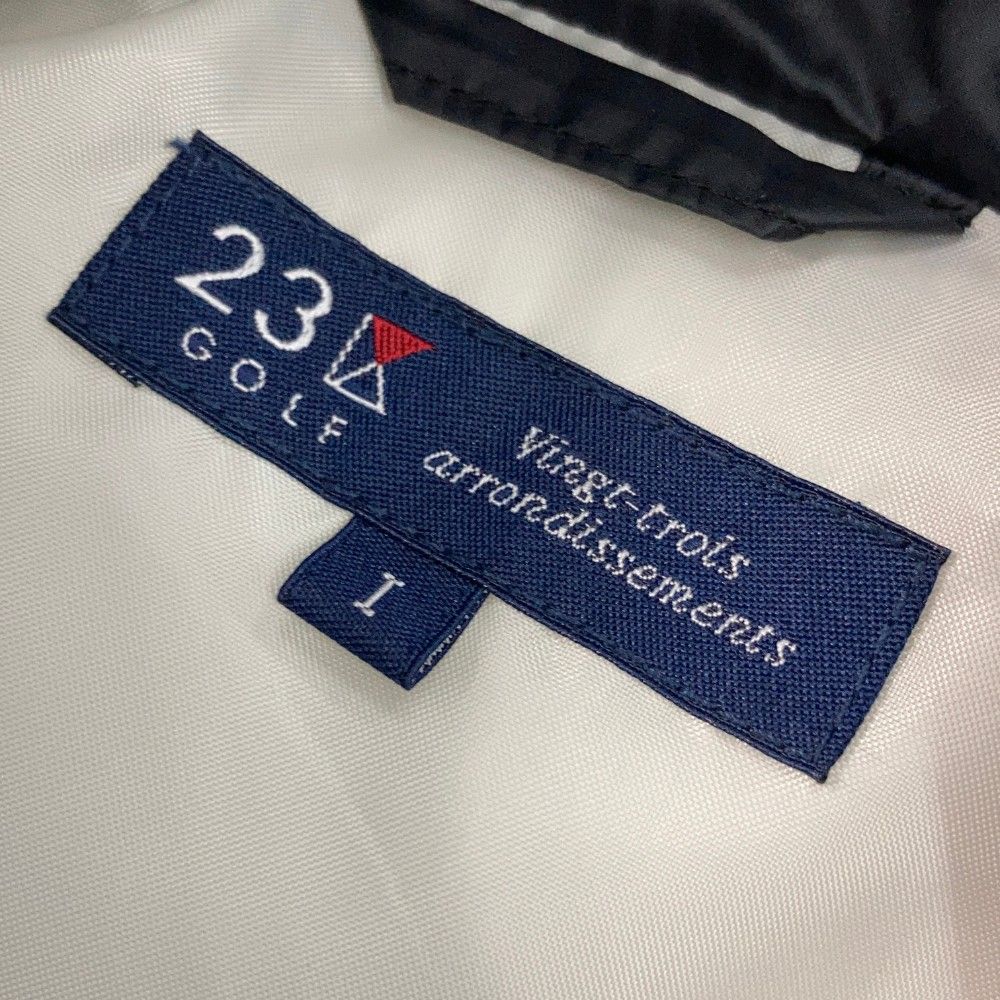 23
GOLF
Vingt-trois
arrondissements
I